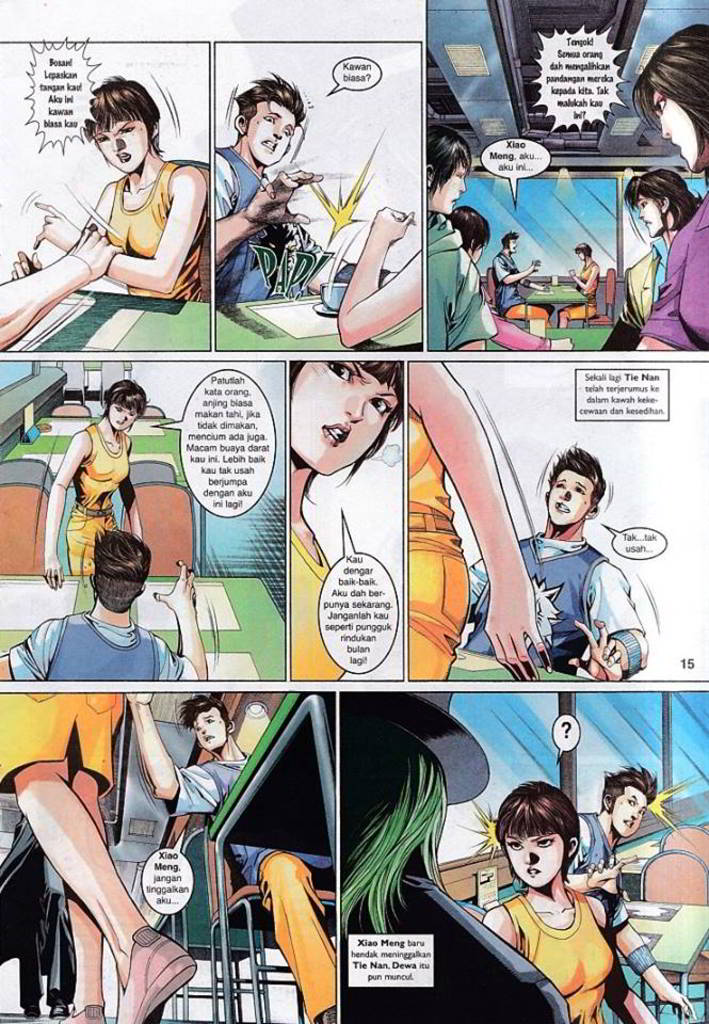 Bosan!
Lepaskan
tangan kau!
Aku ini
kawan
biasa kau
Kawan
biasa?
PAP!
Tengok!
Semua orang
dah mengalihkan
pandangan mereka
kepada kita. Tak
malukah kau
ini?
Xiao
Meng, aku...
aku ini...
Patutlah
kata orang,
anjing biasa
makan tahi, jika
tidak dimakan,
mencium ada juga.
Macam buaya darat
kau ini. Lebih baik
kau tak usah
berjumpa
dengan aku
ini lagi!
Kau
dengar
baik-baik.
Aku dah ber-
punya sekarang.
Janganlah kau
seperti pungguk
rindukan
bulan
lagi!
Sekali lagi Tie Nan
telah terjerumus ke
dalam kawah keke-
cewaan dan kesedihan.
Tak...tak
usah...
15
Xiao
Meng,
jangan
tinggalkan
aku...
?
Xiao Meng baru
hendak meninggalkan
Tie Nan, Dewa itu
pun muncul.